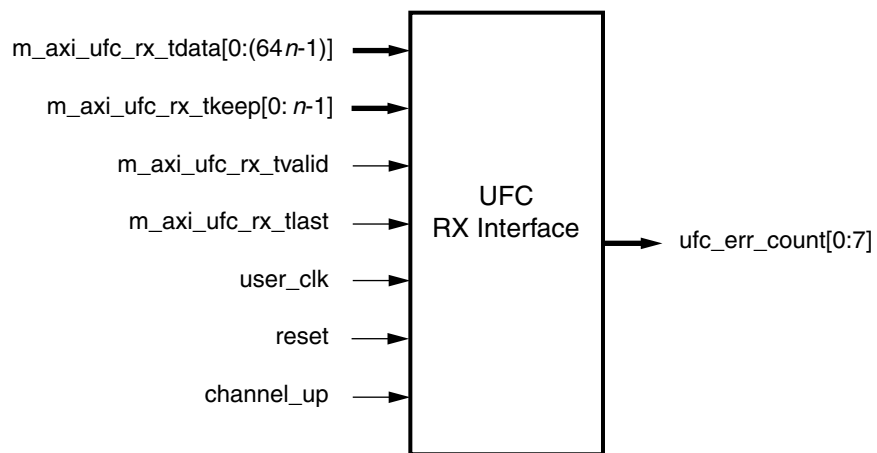 m_axi_ufc_rx_tdata[0:(64n-1)]
m_axi_ufc_rx_tkeep[0: n-1]
m_axi_ufc_rx_tvalid
m_axi_ufc_rx_tlast
user_clk
reset
channel_up
UFC
RX Interface
ufc_err_count[0:7]